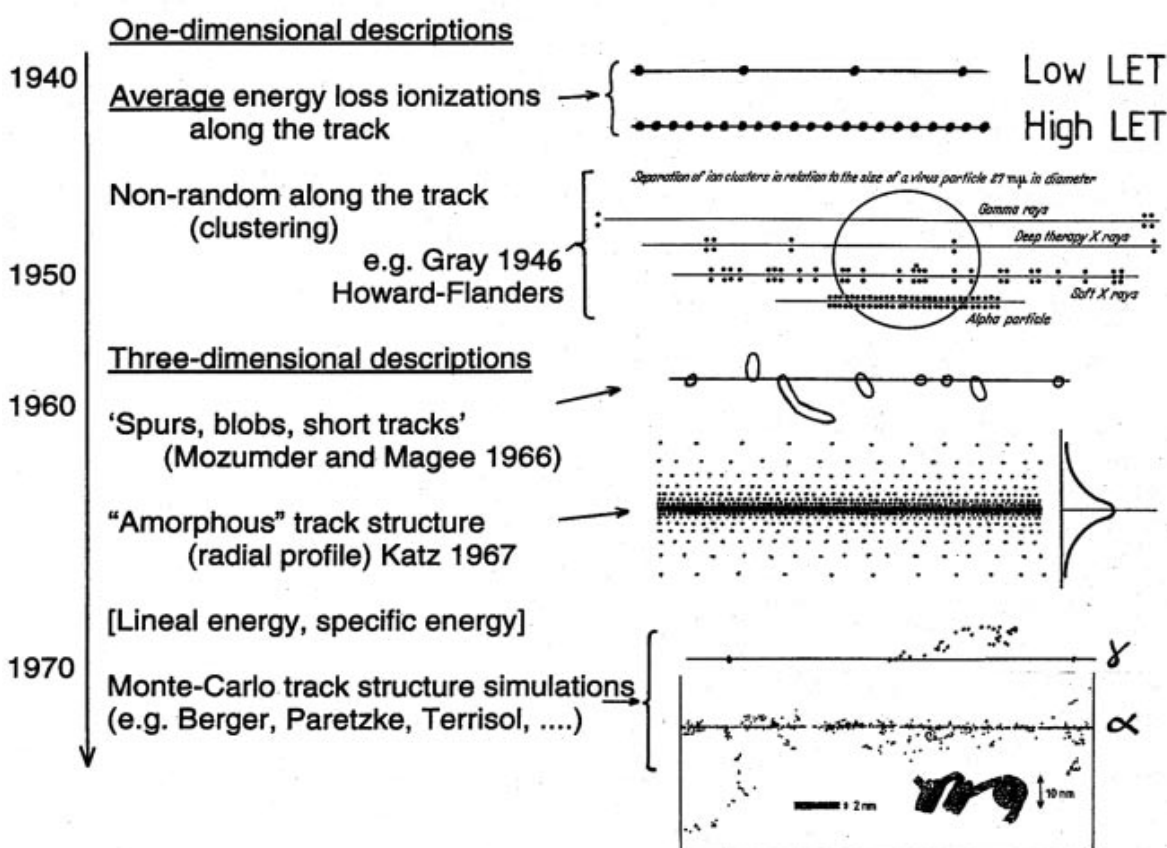 One-dimensional descriptions
1940
Average energy loss ionizations
along the track
Low LET
High LET
Non-random along the track
(clustering)
e.g. Gray 1946
Howard-Flanders
1950
Separation of ion clusters in relation to the size of a virus particle 27 mμ in diameter
Gamma rays
Deep therapy X rays
Soft X rays
Alpha particle
Three-dimensional descriptions
1960
'Spurs, blobs, short tracks'
(Mozumder and Magee 1966)
"Amorphous" track structure
(radial profile) Katz 1967
[Lineal energy, specific energy]
1970
Monte-Carlo track structure simulations
(e.g. Berger, Paretzke, Terrisol, ....)
γ
α
2 nm
10 nm